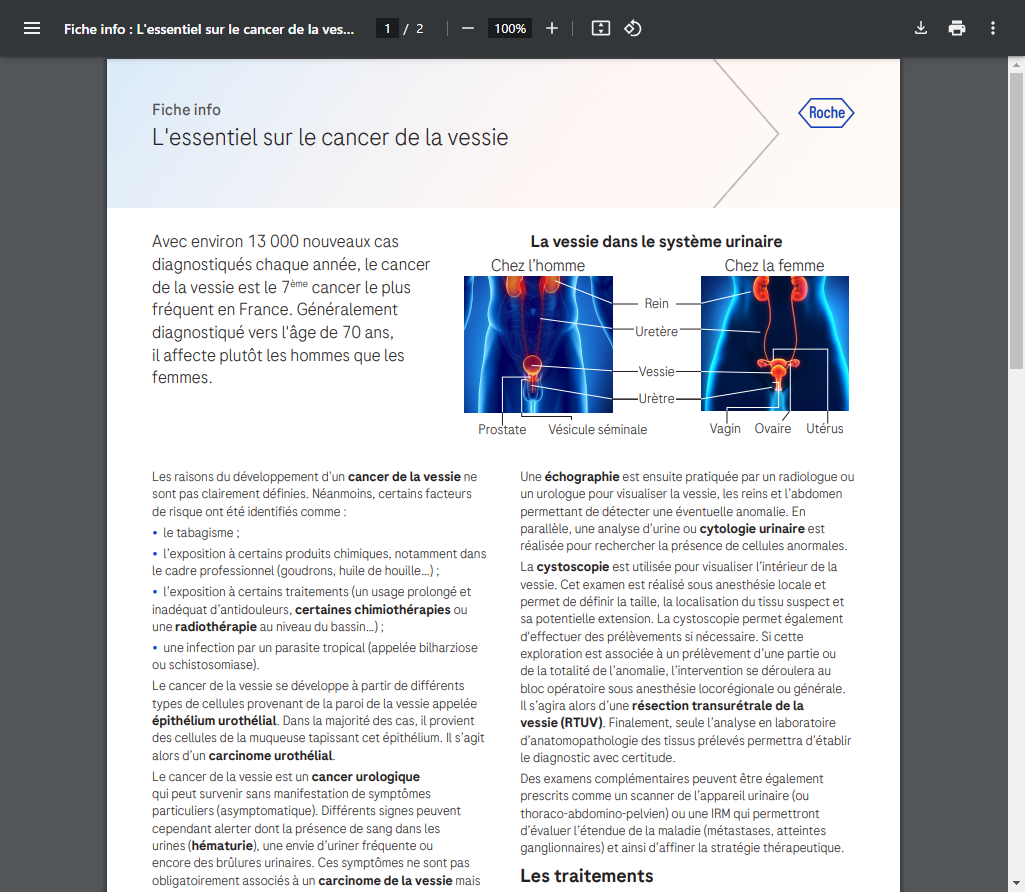 Fiche info : L'essentiel sur le cancer de la ves...
1 / 2
100%
Fiche info
L'essentiel sur le cancer de la vessie
Roche
Avec environ 13 000 nouveaux cas
diagnostiqués chaque année, le cancer
de la vessie est le 7ème cancer le plus
fréquent en France. Généralement
diagnostiqué vers l'âge de 70 ans,
il affecte plutôt les hommes que les
femmes.
La vessie dans le système urinaire
Chez l'homme
Chez la femme
Rein
Uretère
Vessie
Urètre
Prostate
Vésicule séminale
Vagin
Ovaire
Utérus
Les raisons du développement d'un cancer de la vessie ne
sont pas clairement définies. Néanmoins, certains facteurs
de risque ont été identifiés comme :
• le tabagisme ;
• l'exposition à certains produits chimiques, notamment dans
le cadre professionnel (goudrons, huile de houille...) ;
• l'exposition à certains traitements (un usage prolongé et
inadéquat d'antidouleurs, certaines chimiothérapies ou
une radiothérapie au niveau du bassin...) ;
• une infection par un parasite tropical (appelée bilharziose
ou schistosomiase).
Le cancer de la vessie se développe à partir de différents
types de cellules provenant de la paroi de la vessie appelée
épithélium urothélial. Dans la majorité des cas, il provient
des cellules de la muqueuse tapissant cet épithélium. Il s'agit
alors d'un carcinome urothélial.
Le cancer de la vessie est un cancer urologique
qui peut survenir sans manifestation de symptômes
particuliers (asymptomatique). Différents signes peuvent
cependant alerter dont la présence de sang dans les
urines (hématurie), une envie d'uriner fréquente ou
encore des brûlures urinaires. Ces symptômes ne sont pas
obligatoirement associés à un carcinome de la vessie mais
Une échographie est ensuite pratiquée par un radiologue ou
un urologue pour visualiser la vessie, les reins et l'abdomen
permettant de détecter une éventuelle anomalie. En
parallèle, une analyse d'urine ou cytologie urinaire est
réalisée pour rechercher la présence de cellules anormales.
La cystoscopie est utilisée pour visualiser l'intérieur de la
vessie. Cet examen est réalisé sous anesthésie locale et
permet de définir la taille, la localisation du tissu suspect et
sa potentielle extension. La cystoscopie permet également
d'effectuer des prélèvements si nécessaire. Si cette
exploration est associée à un prélèvement d'une partie ou
de la totalité de l'anomalie, l'intervention se déroulera au
bloc opératoire sous anesthésie locorégionale ou générale.
Il s'agira alors d'une résection transurétrale de la
vessie (RTUV). Finalement, seule l'analyse en laboratoire
d'anatomopathologie des tissus prélevés permettra d'établir
le diagnostic avec certitude.
Des examens complémentaires peuvent être également
prescrits comme un scanner de l'appareil urinaire (ou
thoraco-abdomino-pelvien) ou une IRM qui permettront
d'évaluer l'étendue de la maladie (métastases, atteintes
ganglionnaires) et ainsi d'affiner la stratégie thérapeutique.
Les traitements